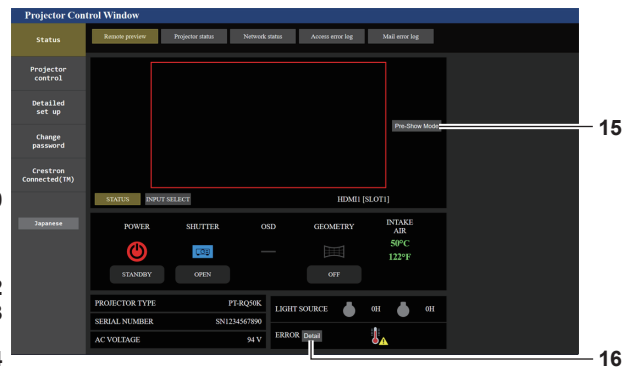 Projector Control Window
Status
Remote preview
Projector status
Network status
Access error log
Mail error log
Projector
control
Detailed
set up
Change
password
Crestron
Connected(TM)
Japanese
Pre-Show Mode
15
STATUS
INPUT SELECT
HDMI1 [SLOT1]
POWER
SHUTTER
OSD
GEOMETRY
INTAKE
AIR
50°C
122°F
STANDBY
OPEN
OFF
PROJECTOR TYPE PT-RQ50K
SERIAL NUMBER SN1234567890
AC VOLTAGE 94 V
LIGHT SOURCE 0H 0H
ERROR Detail
16